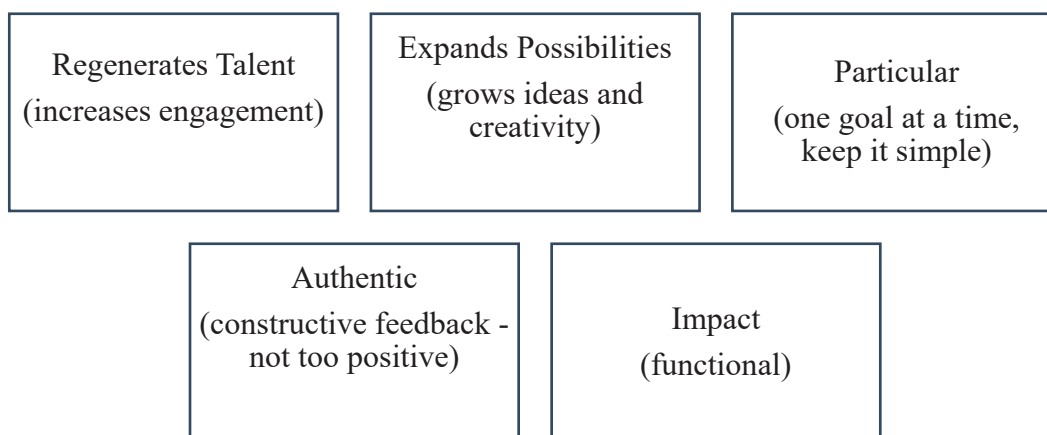 Regenerates Talent
(increases engagement)
Expands Possibilities
(grows ideas and
creativity)
Particular
(one goal at a time,
keep it simple)
Authentic
(constructive feedback -
not too positive)
Impact
(functional)